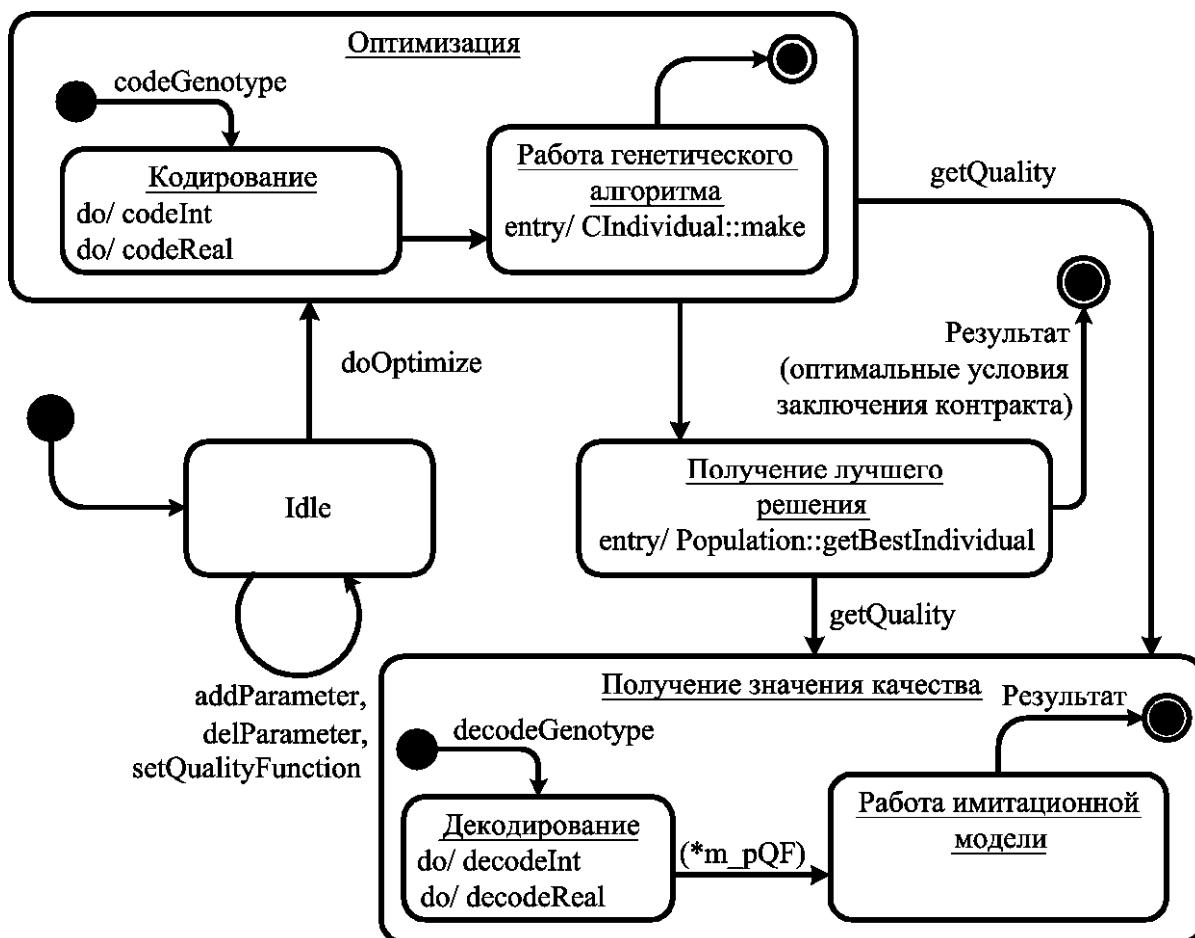 Оптимизация
codeGenotype
Кодирование
do/ codeInt
do/ codeReal
Работа генетического
алгоритма
entry/ CIndividual::make
getQuality
doOptimize
Результат
(оптимальные условия
заключения контракта)
Idle
Получение лучшего
решения
entry/ Population::getBestIndividual
getQuality
addParameter,
delParameter,
setQualityFunction
Получение значения качества
decodeGenotype
Результат
Декодирование
do/ decodeInt
do/ decodeReal
(*m_pQF)
Работа имитационной
модели